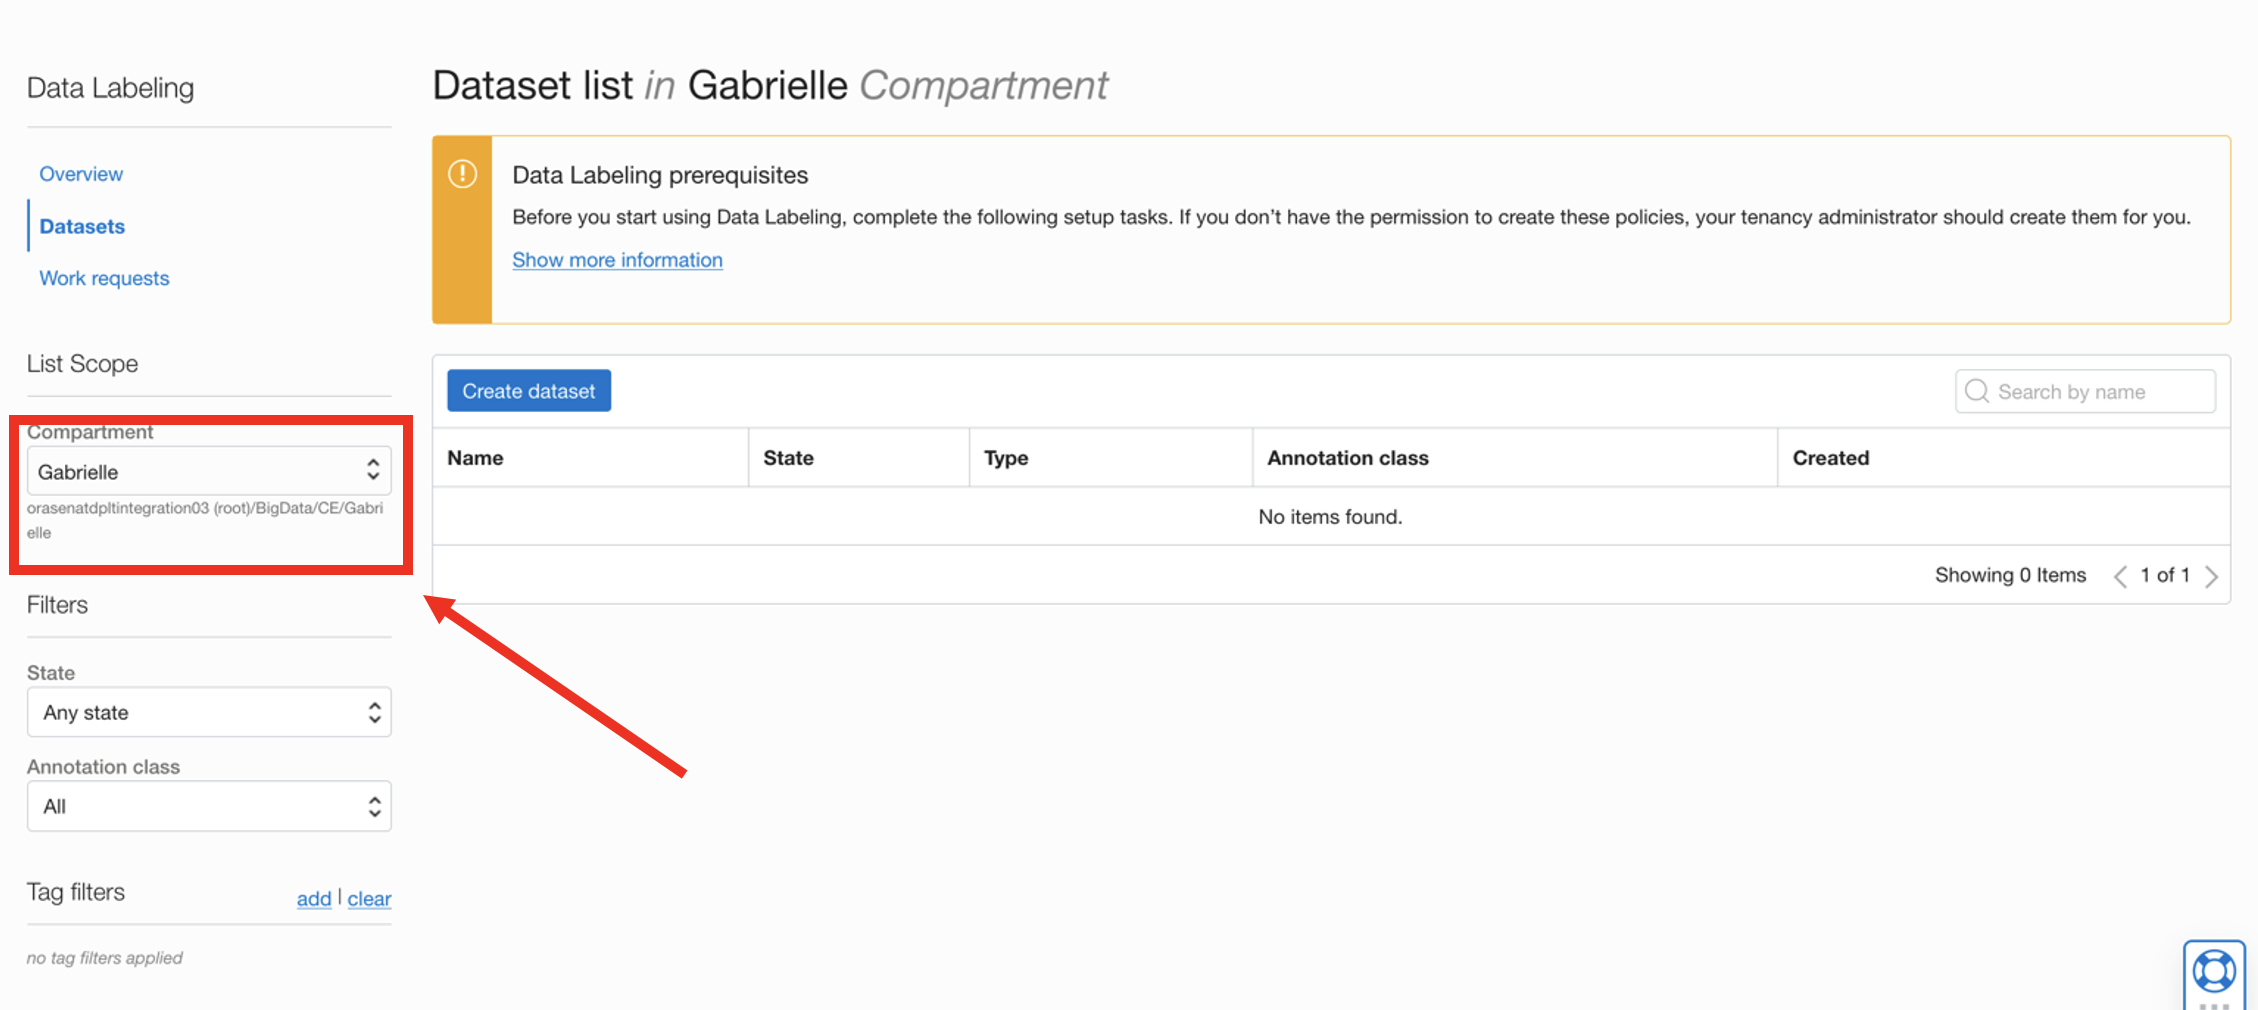 Data Labeling
Overview
Datasets
Work requests
List Scope
Compartment
Gabrielle
orasenatdpltintegration03 (root)/BigData/CE/Gabri
elle
Filters
State
Any state
Annotation class
All
Tag filters
add | clear
no tag filters applied
Dataset list in Gabrielle Compartment
Data Labeling prerequisites
Before you start using Data Labeling, complete the following setup tasks. If you don’t have the permission to create these policies, your tenancy administrator should create them for you.
Show more information
Create dataset
Search by name
Name State Type Annotation class Created
No items found.
Showing 0 Items 1 of 1